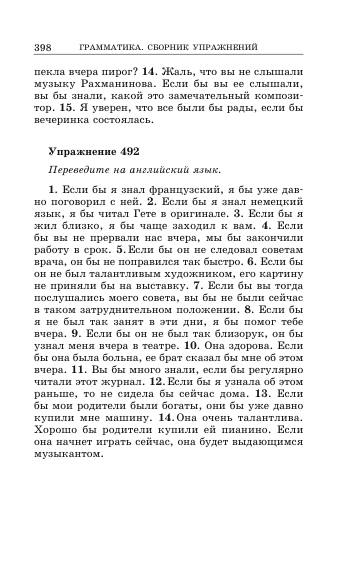 398 ГРАММАТИКА. СБОРНИК УПРАЖНЕНИЙ
пекла вчера пирог? 14. Жаль, что вы не слышали
музыку Рахманинова. Если бы вы ее слышали,
вы бы знали, какой это замечательный компози-
тор. 15. Я уверен, что все были бы рады, если бы
вечеринка состоялась.
Упражнение 492
Переведите на английский язык.
1. Если бы я знал французский, я бы уже дав-
но поговорил с ней. 2. Если бы я знал немецкий
язык, я бы читал Гете в оригинале. 3. Если бы я
жил близко, я бы чаще заходил к вам. 4. Если
бы вы не прервали нас вчера, мы бы закончили
работу в срок. 5. Если бы он не следовал советам
врача, он бы не поправился так быстро. 6. Если бы
он не был талантливым художником, его картину
не приняли бы на выставку. 7. Если бы вы тогда
послушались моего совета, вы бы не были сейчас
в таком затруднительном положении. 8. Если бы
я не был так занят в эти дни, я бы помог тебе
вчера. 9. Если бы он не был так близорук, он бы
узнал меня вчера в театре. 10. Она здорова. Если
бы она была больна, ее брат сказал бы мне об этом
вчера. 11. Вы бы много знали, если бы регулярно
читали этот журнал. 12. Если бы я узнала об этом
раньше, то не сидела бы сейчас дома. 13. Если
бы мои родители были богаты, они бы уже давно
купили мне машину. 14. Она очень талантлива.
Хорошо бы родители купили ей пианино. Если
она начнет играть сейчас, она будет выдающимся
музыкантом.